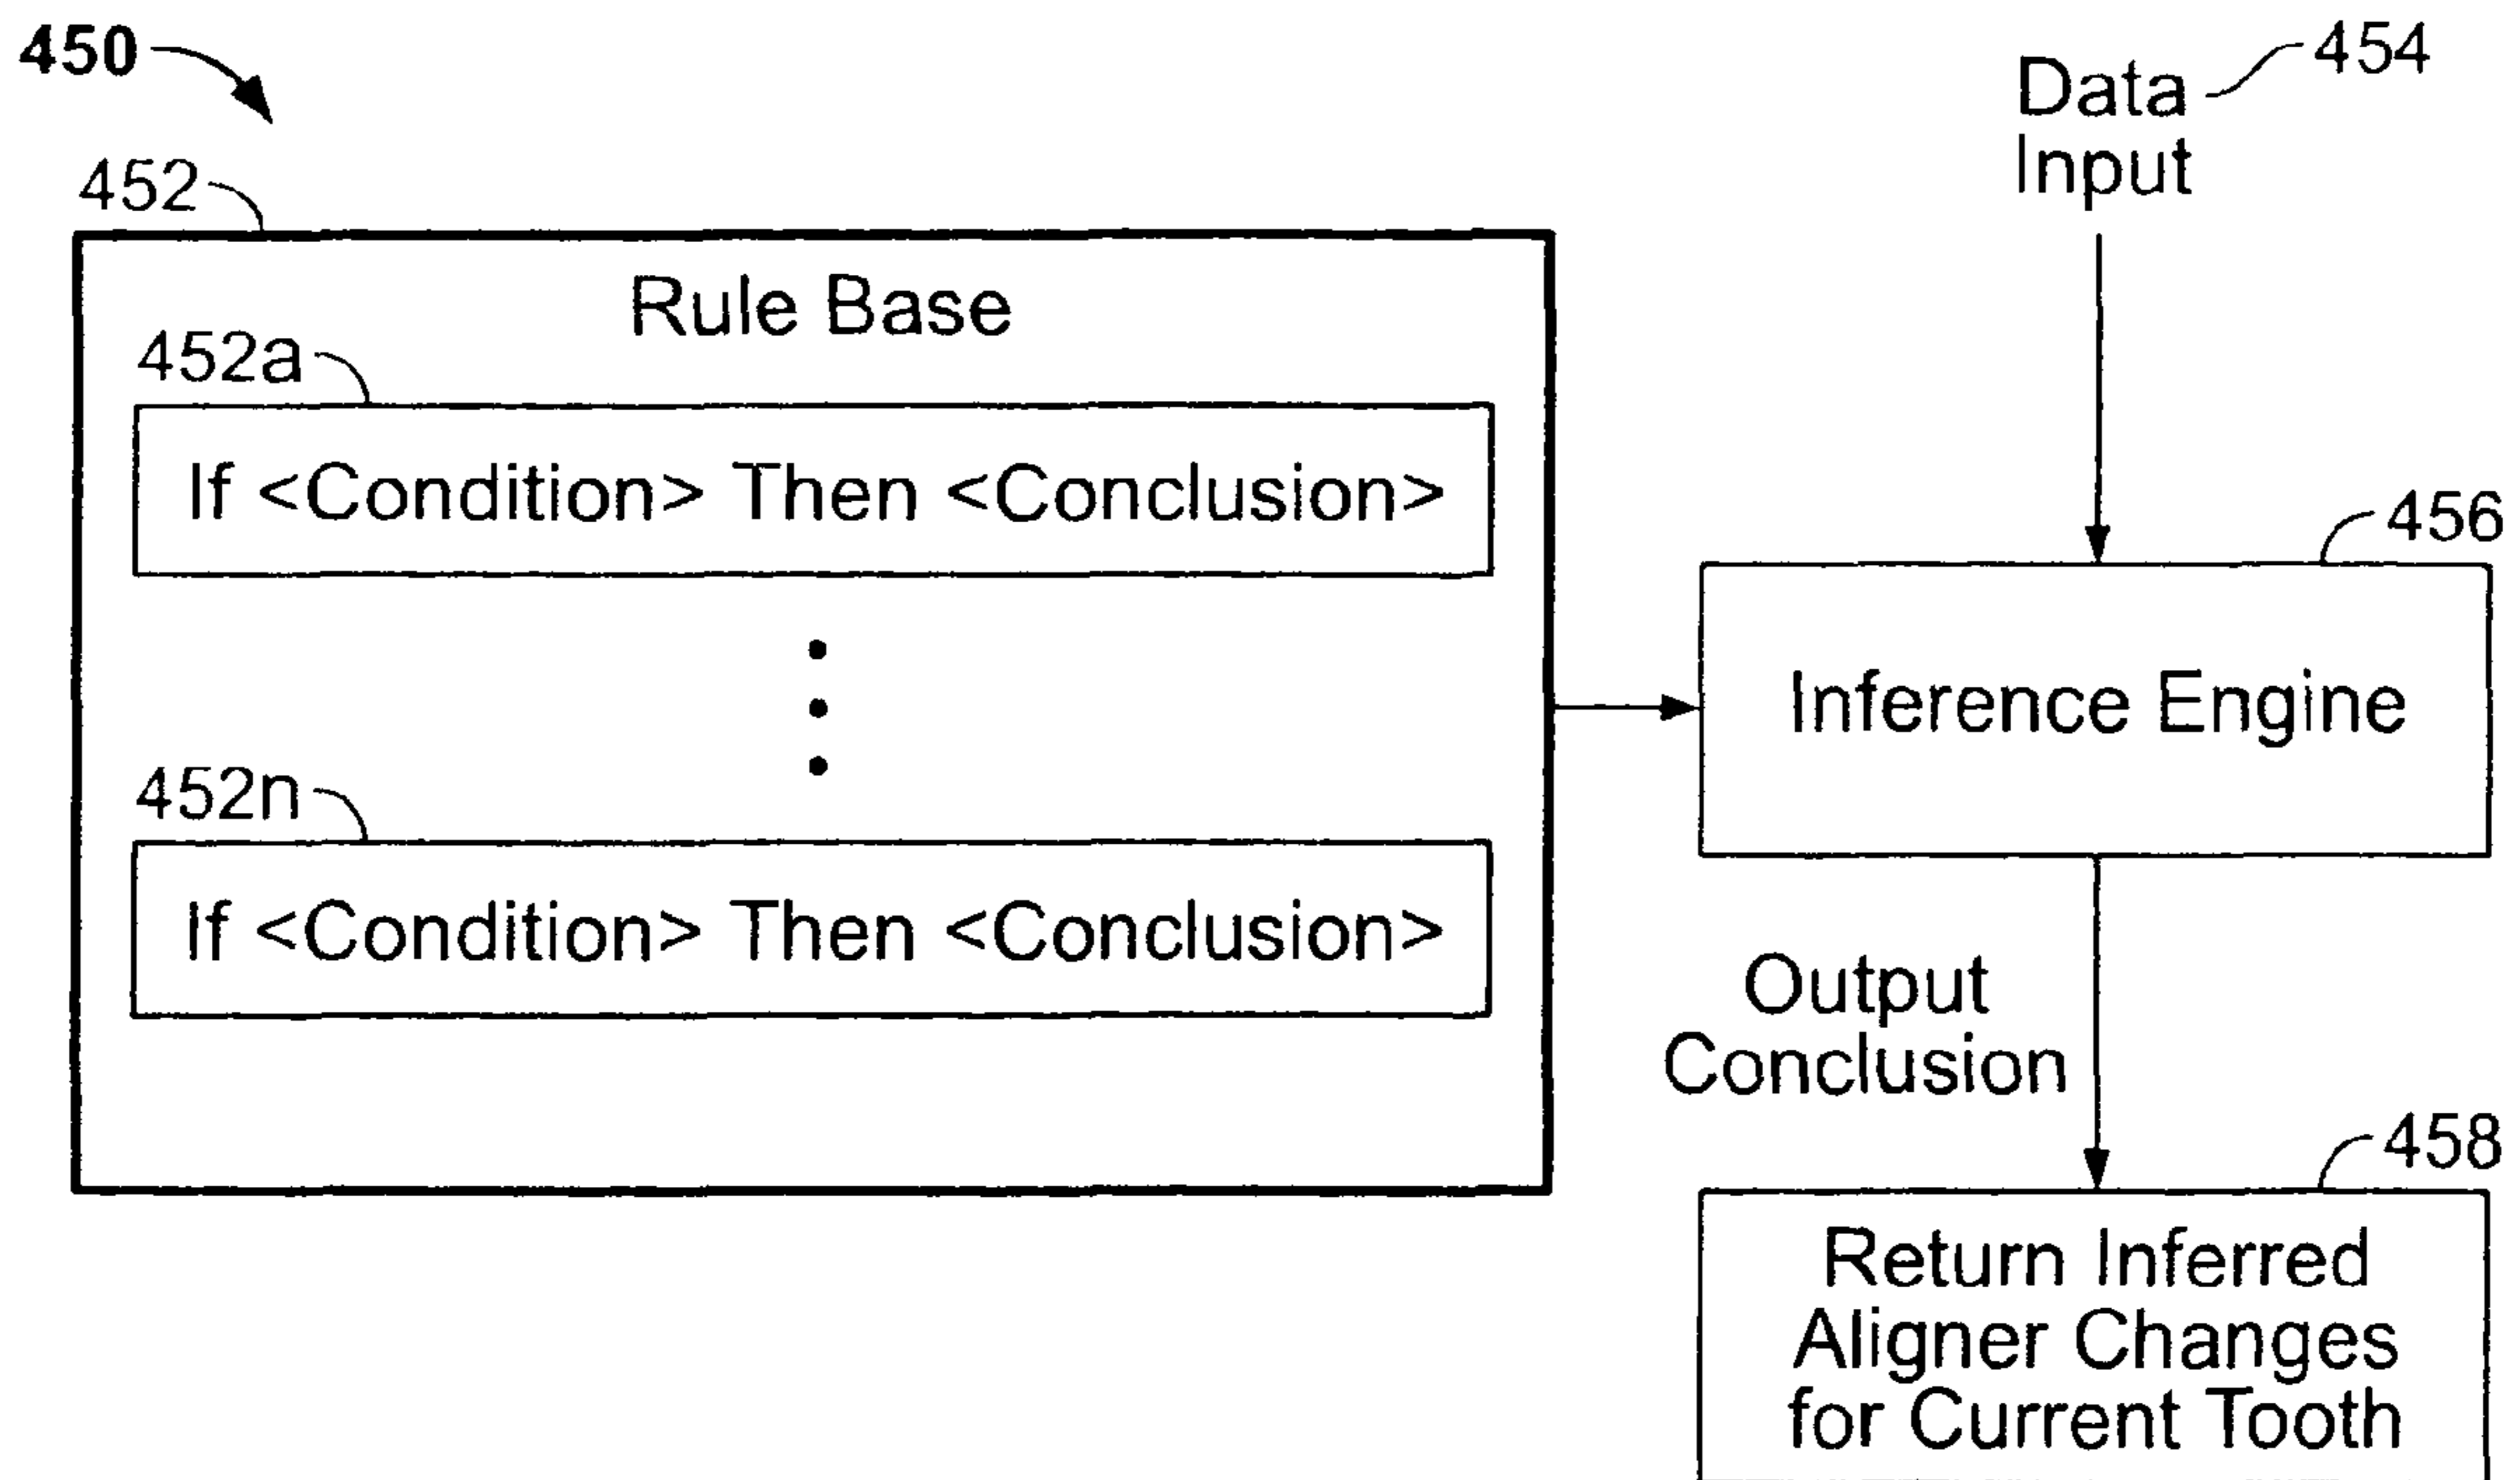 450
452
Rule Base
452a
If <Condition> Then <Conclusion>
452n
If <Condition> Then <Conclusion>
454
Data
Input
456
Inference Engine
Output
Conclusion
458
Return Inferred
Aligner Changes
for Current Tooth